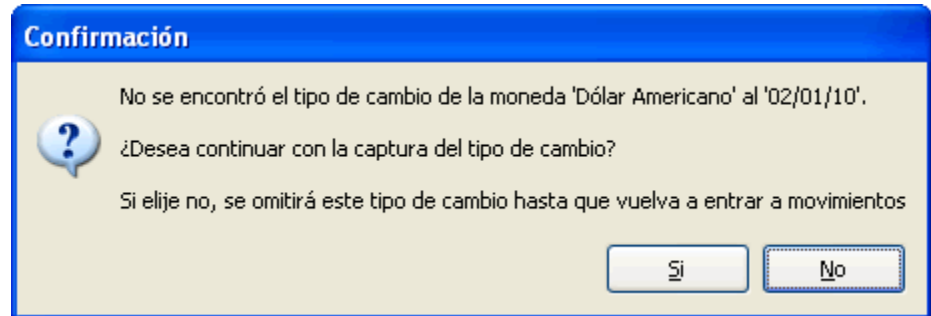 Confirmación
No se encontró el tipo de cambio de la moneda 'Dólar Americano' al '02/01/10'.
¿Desea continuar con la captura del tipo de cambio?
Si elije no, se omitirá este tipo de cambio hasta que vuelva a entrar a movimientos
Si
No